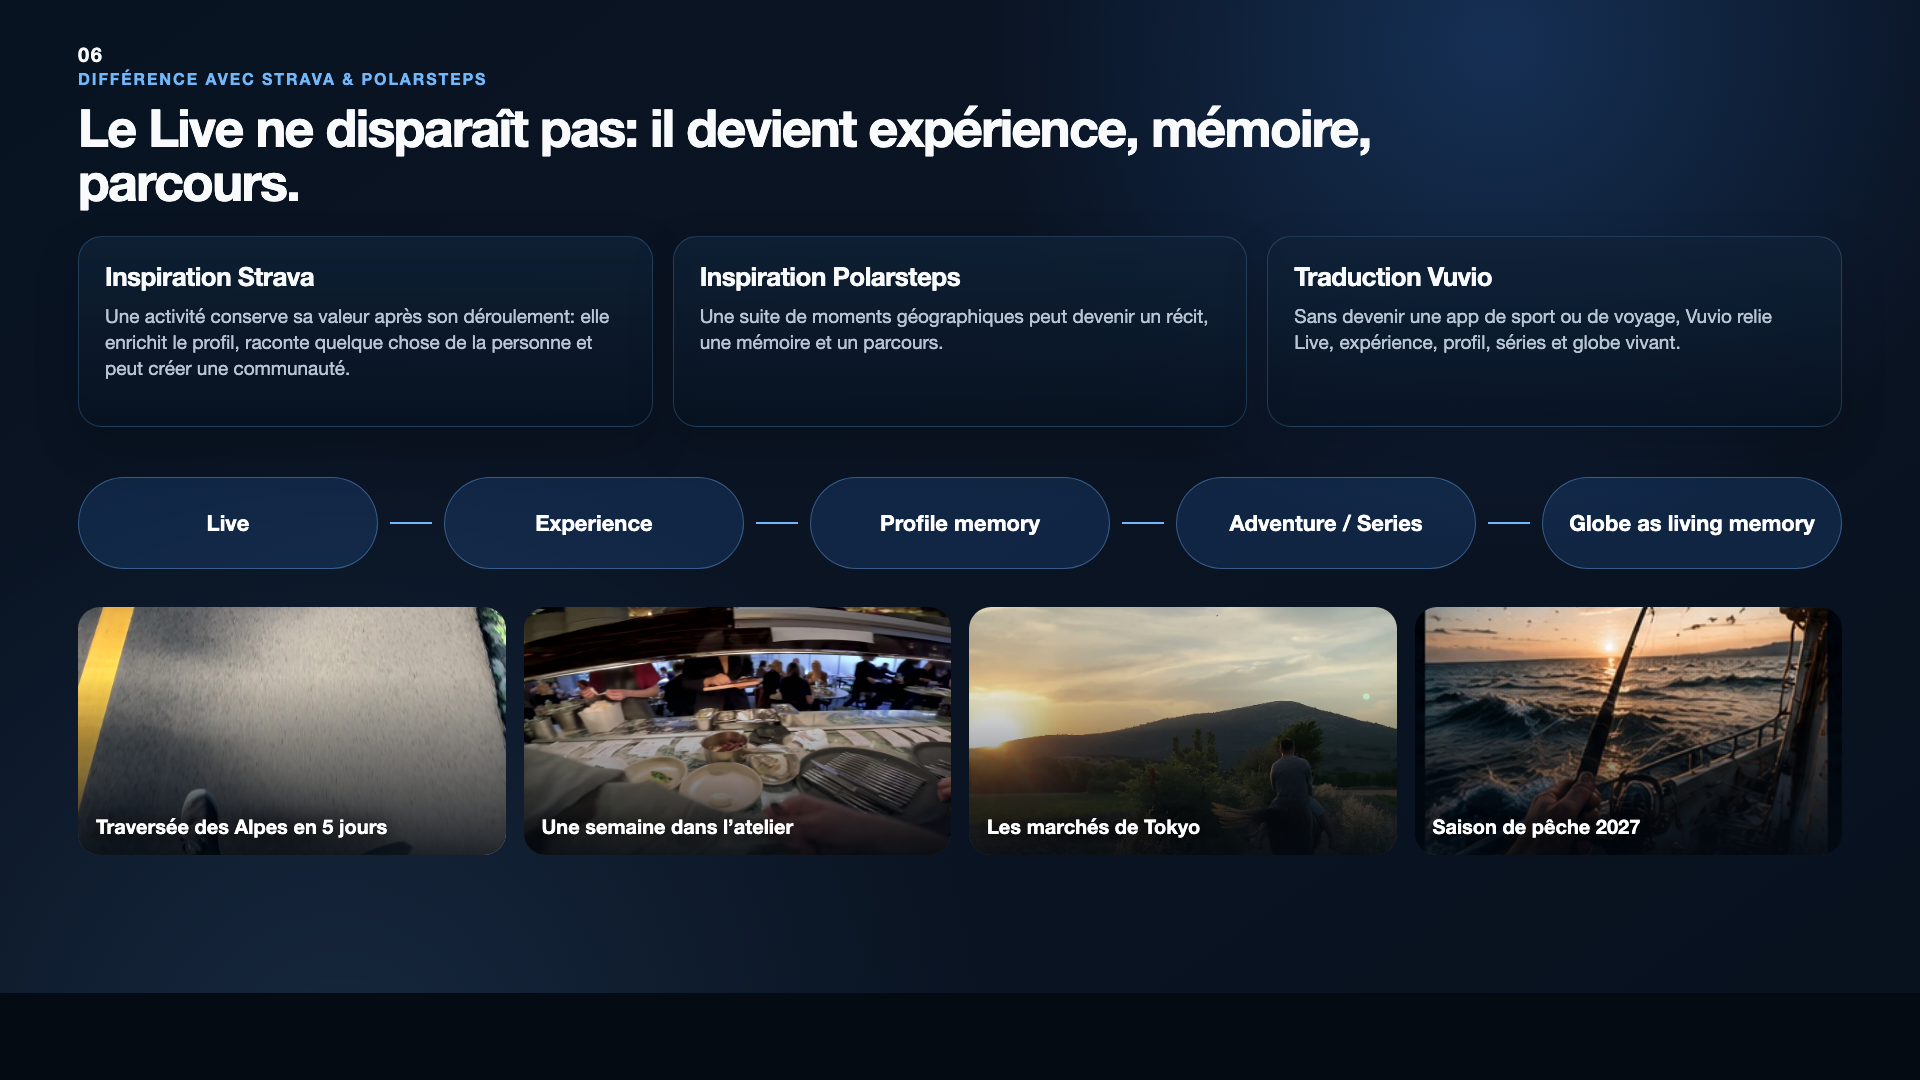 06
DIFFÉRENCE AVEC STRAVA & POLARSTEPS
Le Live ne disparaît pas: il devient expérience, mémoire,
parcours.
Inspiration Strava
Une activité conserve sa valeur après son déroulement: elle
enrichit le profil, raconte quelque chose de la personne et
peut créer une communauté.
Inspiration Polarsteps
Une suite de moments géographiques peut devenir un récit,
une mémoire et un parcours.
Traduction Vuvio
Sans devenir une app de sport ou de voyage, Vuvio relie
Live, expérience, profil, séries et globe vivant.
Live
Experience
Profile memory
Adventure / Series
Globe as living memory
Traversée des Alpes en 5 jours
Une semaine dans l’atelier
Les marchés de Tokyo
Saison de pêche 2027